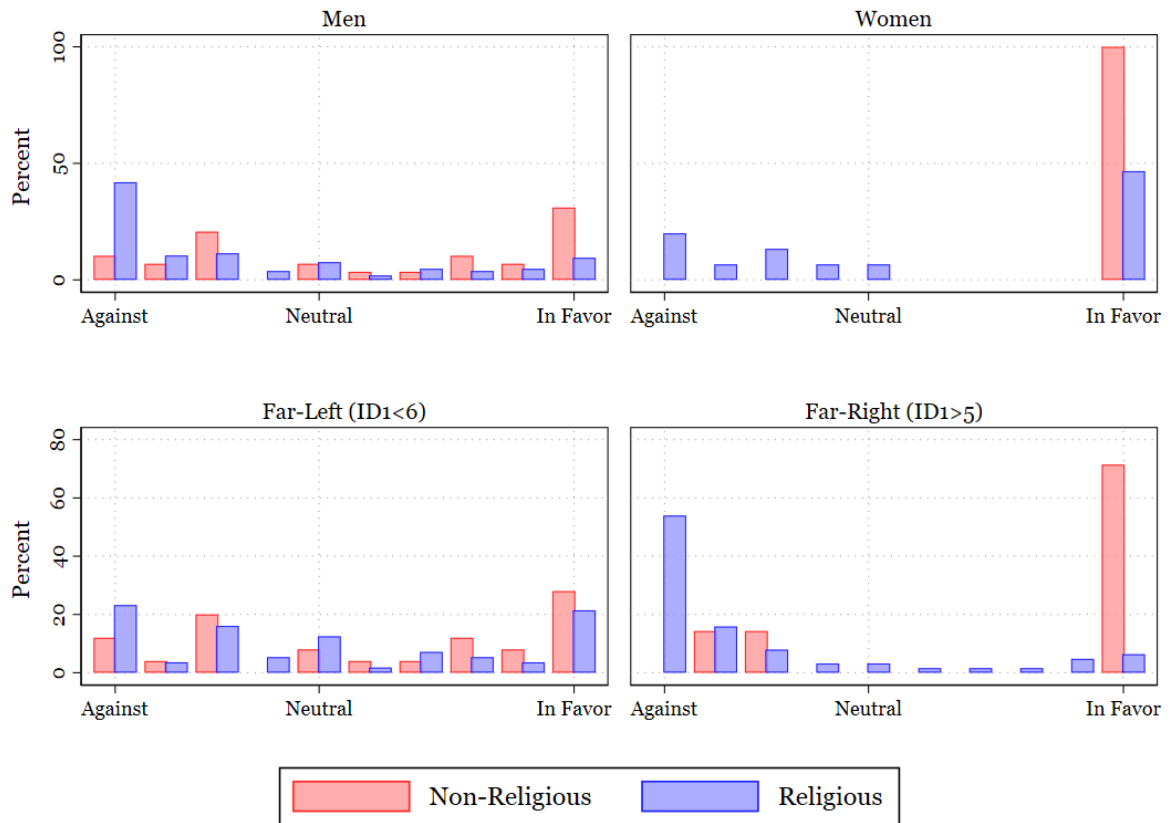 Men
Women
Percent
100
50
0
Against
Neutral
In Favor
Against
Neutral
In Favor
Far-Left (ID1<6)
Far-Right (ID1>5)
Percent
80
60
40
20
0
Against
Neutral
In Favor
Against
Neutral
In Favor
Non-Religious
Religious